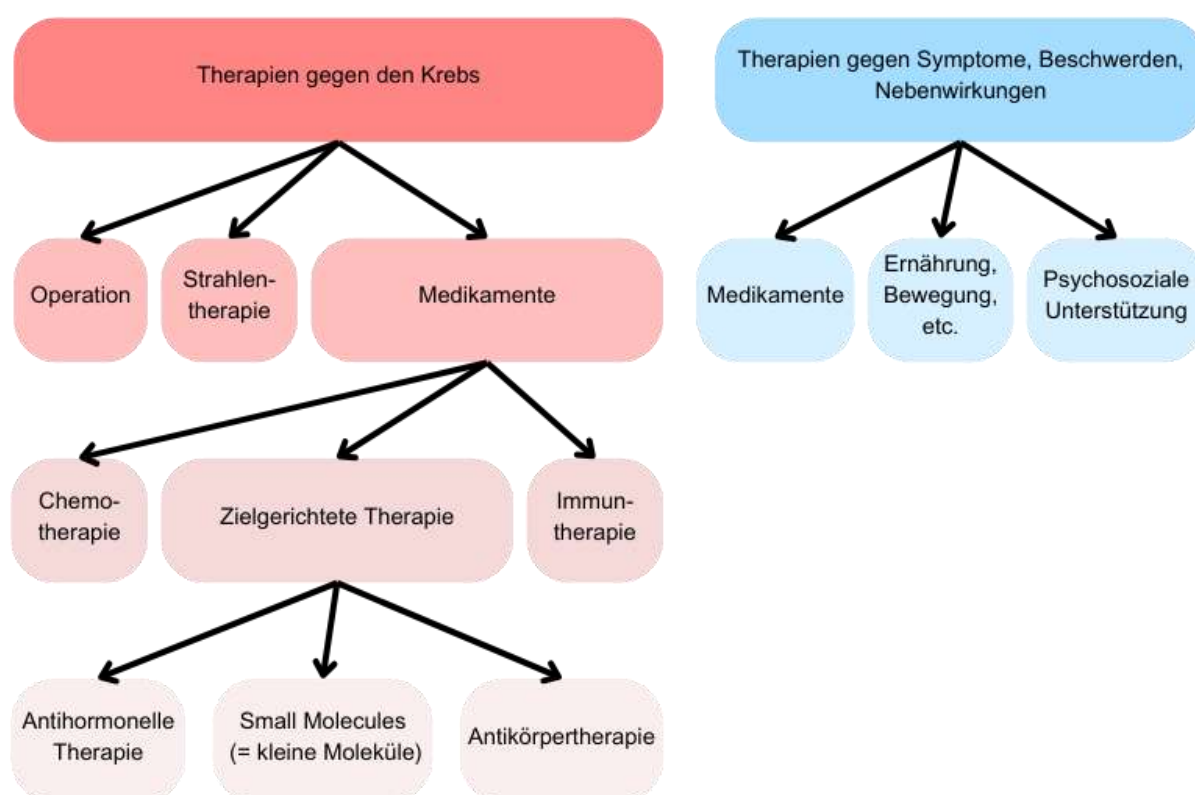 Therapien gegen den Krebs
Therapien gegen Symptome, Beschwerden,
Nebenwirkungen
Operation
Strahlen-
therapie
Medikamente
Medikamente
Ernährung,
Bewegung,
etc.
Psychosoziale
Unterstützung
Chemo-
therapie
Zielgerichtete Therapie
Immun-
therapie
Antihormonelle
Therapie
Small Molecules
(= kleine Moleküle)
Antikörpertherapie